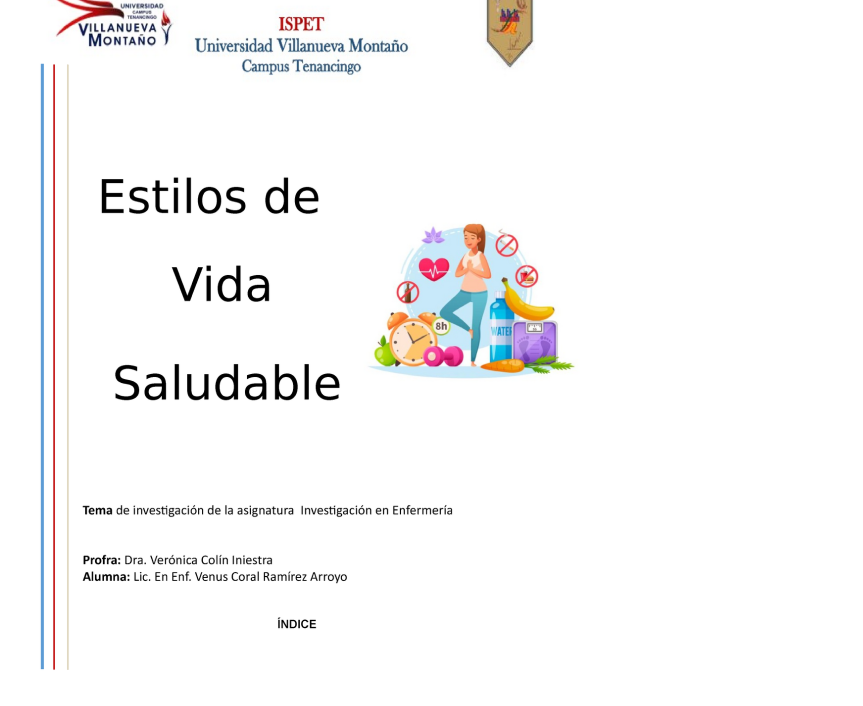 UNIVERSIDAD
CAMPUS
TENANCINGO
VILLANUEVA
MONTAÑO
ISPET
Universidad Villanueva Montaño
Campus Tenancingo
Estilos de
Vida
Saludable
8h
WATER
Tema de investigación de la asignatura  Investigación en Enfermería
Profra: Dra. Verónica Colín Iniestra
Alumna: Lic. En Enf. Venus Coral Ramírez Arroyo
ÍNDICE